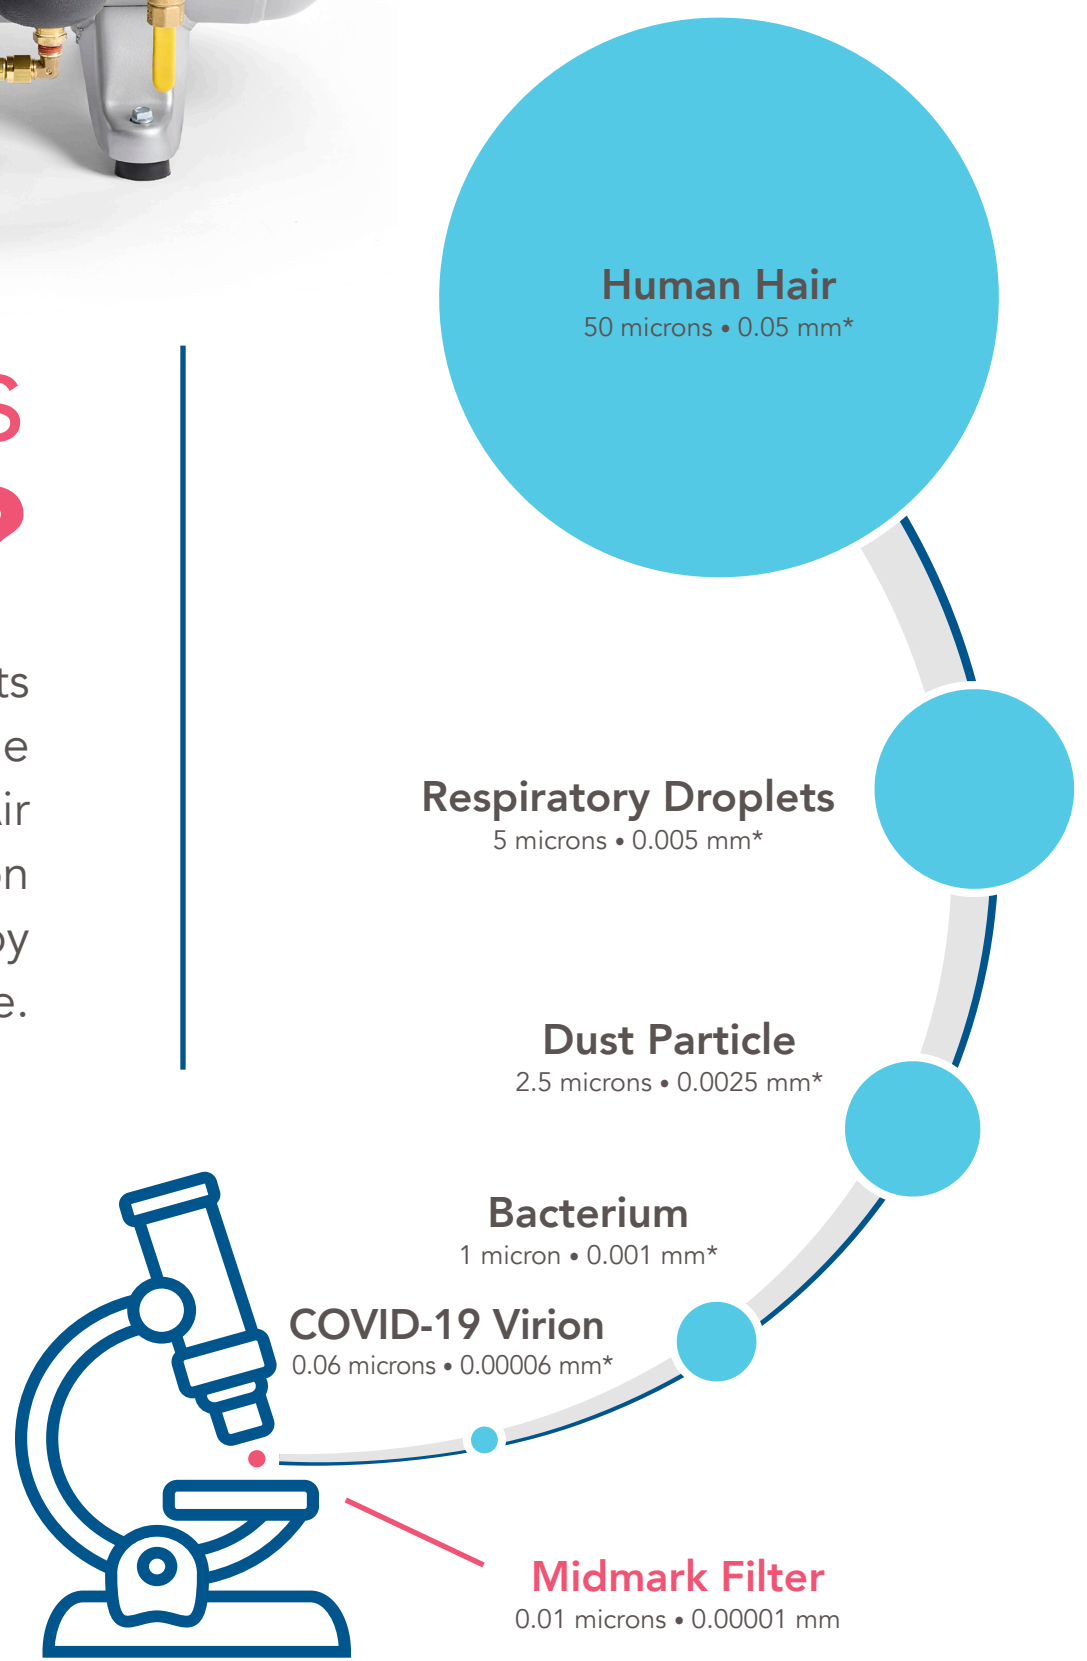 Human Hair
50 microns • 0.05 mm*
Respiratory Droplets
5 microns • 0.005 mm*
Dust Particle
2.5 microns • 0.0025 mm*
Bacterium
1 micron • 0.001 mm*
COVID-19 Virion
0.06 microns • 0.00006 mm*
Midmark Filter
0.01 microns • 0.00001 mm